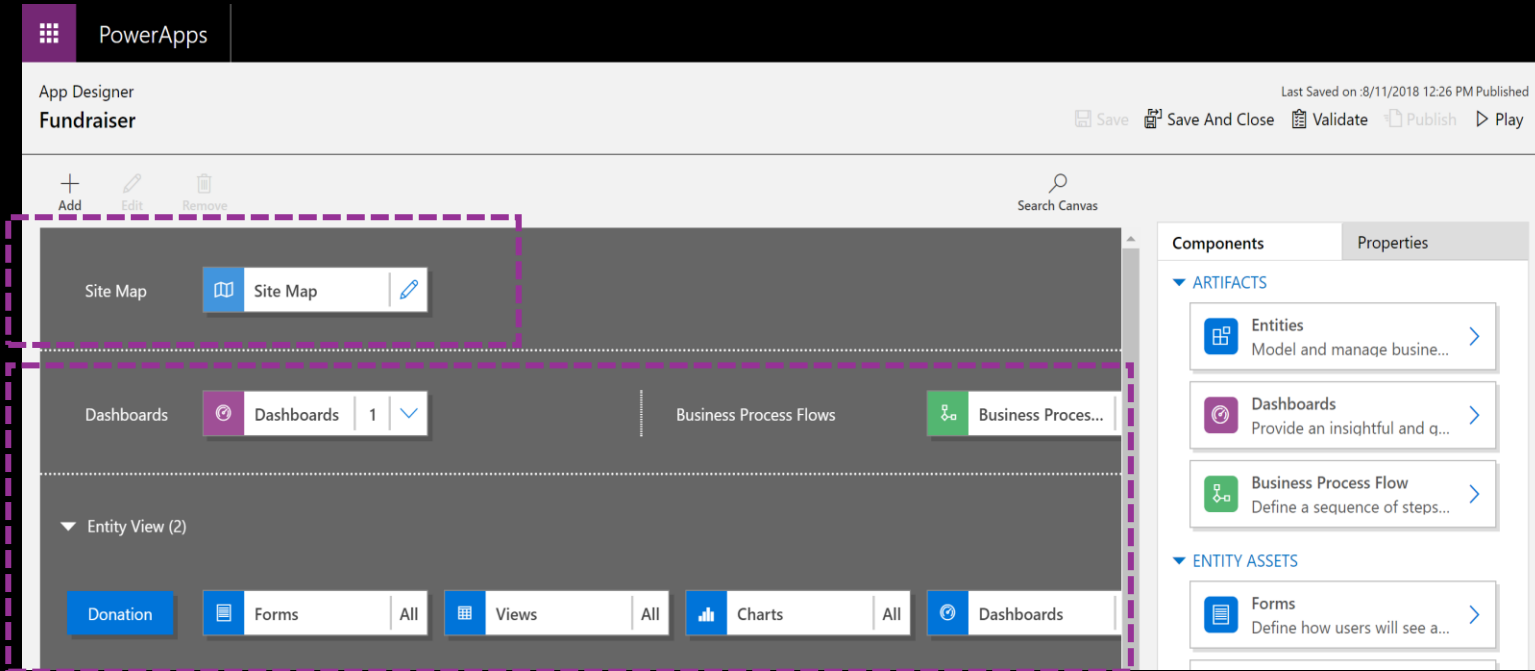 PowerApps
App Designer
Fundraiser
Last Saved on :8/11/2018 12:26 PM Published
Save
Save And Close
Validate
Publish
Play
Add
Edit
Remove
Search Canvas
Site Map
Site Map
Dashboards
Dashboards 1
Business Process Flows
Business Proces...
Entity View (2)
Donation
Forms All
Views All
Charts All
Dashboards
Components
Properties
ARTIFACTS
Entities
Model and manage busine...
Dashboards
Provide an insightful and q...
Business Process Flow
Define a sequence of steps...
ENTITY ASSETS
Forms
Define how users will see a...